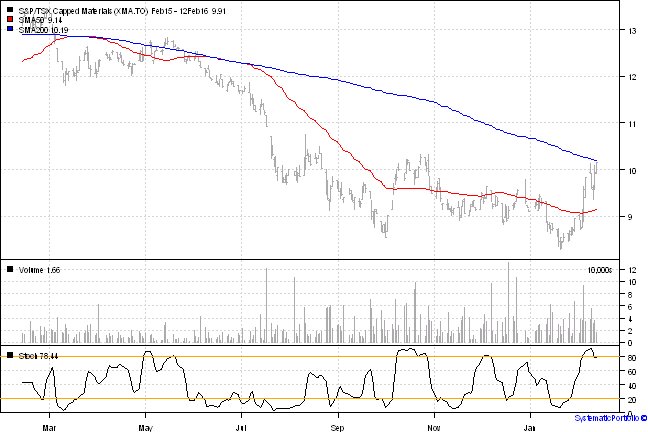 S&P/TSX Capped Materials (XMA.TO) Feb15 - 12Feb16 9.91
SMA50 9.14
SMA200 10.19
13
12
11
10
9
Volume 1.66
10,000s
12
10
8
6
4
2
0
Stoch 78.44
80
60
40
20
0
Mar
May
Jul
Sep
Nov
Jan
SystematicPortfolio ©